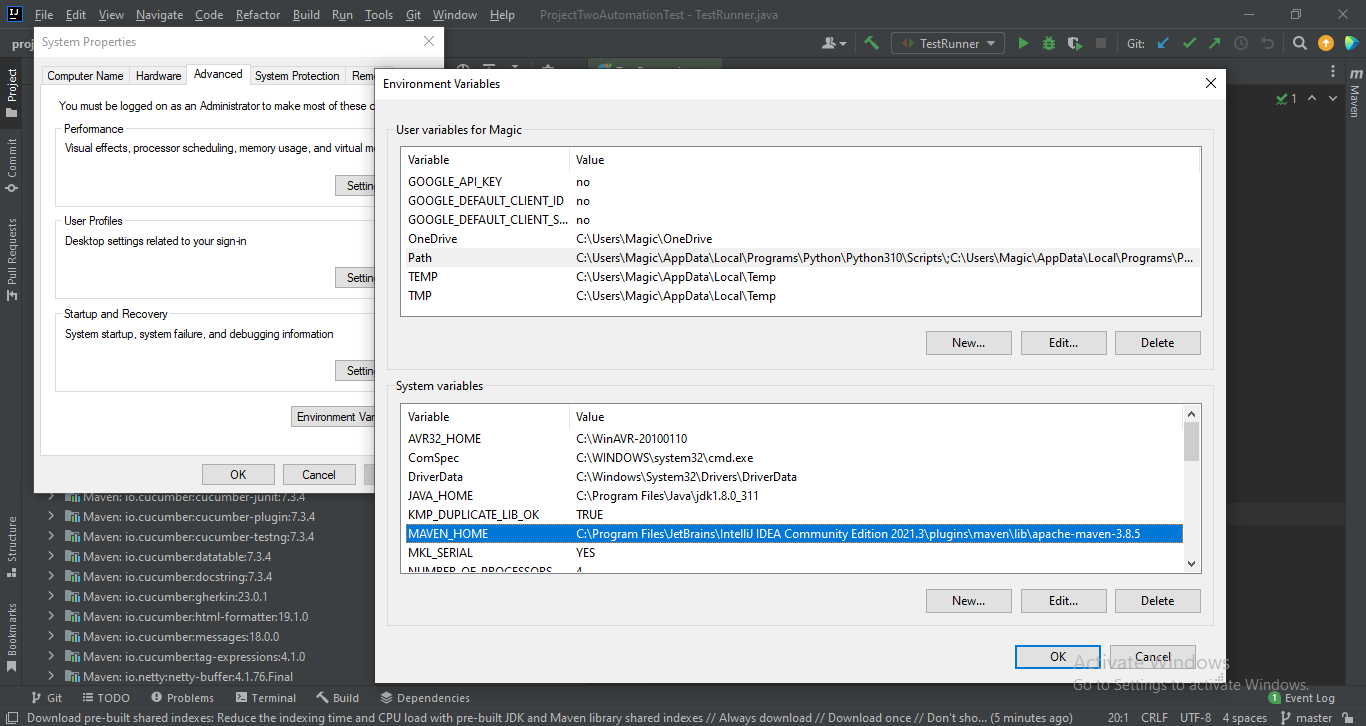 File Edit View Navigate Code Refactor Build Run Tools Git Window Help ProjectTwoAutomationTest - TestRunner.java
proj
TestRunner
Git:
System Properties
Computer Name Hardware Advanced System Protection Rem
You must be logged on as an Administrator to make most of these c
Performance
Visual effects, processor scheduling, memory usage, and virtual m
Settin
User Profiles
Desktop settings related to your sign-in
Settin
Startup and Recovery
System startup, system failure, and debugging information
Settin
Environment Var
OK Cancel
Environment Variables
User variables for Magic
Variable Value
GOOGLE_API_KEY no
GOOGLE_DEFAULT_CLIENT_ID no
GOOGLE_DEFAULT_CLIENT_S... no
OneDrive C:\Users\Magic\OneDrive
Path C:\Users\Magic\AppData\Local\Programs\Python\Python310\Scripts\;C:\Users\Magic\AppData\Local\Programs\P...
TEMP C:\Users\Magic\AppData\Local\Temp
TMP C:\Users\Magic\AppData\Local\Temp
New... Edit... Delete
System variables
Variable Value
AVR32_HOME C:\WinAVR-20100110
ComSpec C:\WINDOWS\system32\cmd.exe
DriverData C:\Windows\System32\Drivers\DriverData
JAVA_HOME C:\Program Files\Java\jdk1.8.0_311
KMP_DUPLICATE_LIB_OK TRUE
MAVEN_HOME C:\Program Files\JetBrains\IntelliJ IDEA Community Edition 2021.3\plugins\maven\lib\apache-maven-3.8.5
MKL_SERIAL YES
NUMBER_OF_PROCESSORS 4
New... Edit... Delete
OK Cancel
1
m
Maven
Project
Commit
Pull Requests
Structure
Bookmarks
Maven: io.cucumber:cucumber-junit:7.3.4
Maven: io.cucumber:cucumber-plugin:7.3.4
Maven: io.cucumber:cucumber-testng:7.3.4
Maven: io.cucumber:datatable:7.3.4
Maven: io.cucumber:docstring:7.3.4
Maven: io.cucumber:gherkin:23.0.1
Maven: io.cucumber:html-formatter:19.1.0
Maven: io.cucumber:messages:18.0.0
Maven: io.cucumber:tag-expressions:4.1.0
Maven: io.netty:netty-buffer:4.1.76.Final
Activate Windows
Go to Settings to activate Windows.
Git TODO Problems Terminal Build Dependencies 1 Event Log
Download pre-built shared indexes: Reduce the indexing time and CPU load with pre-built JDK and Maven library shared indexes // Always download // Download once // Don't sho... (5 minutes ago) 20:1 CRLF UTF-8 4 spaces master